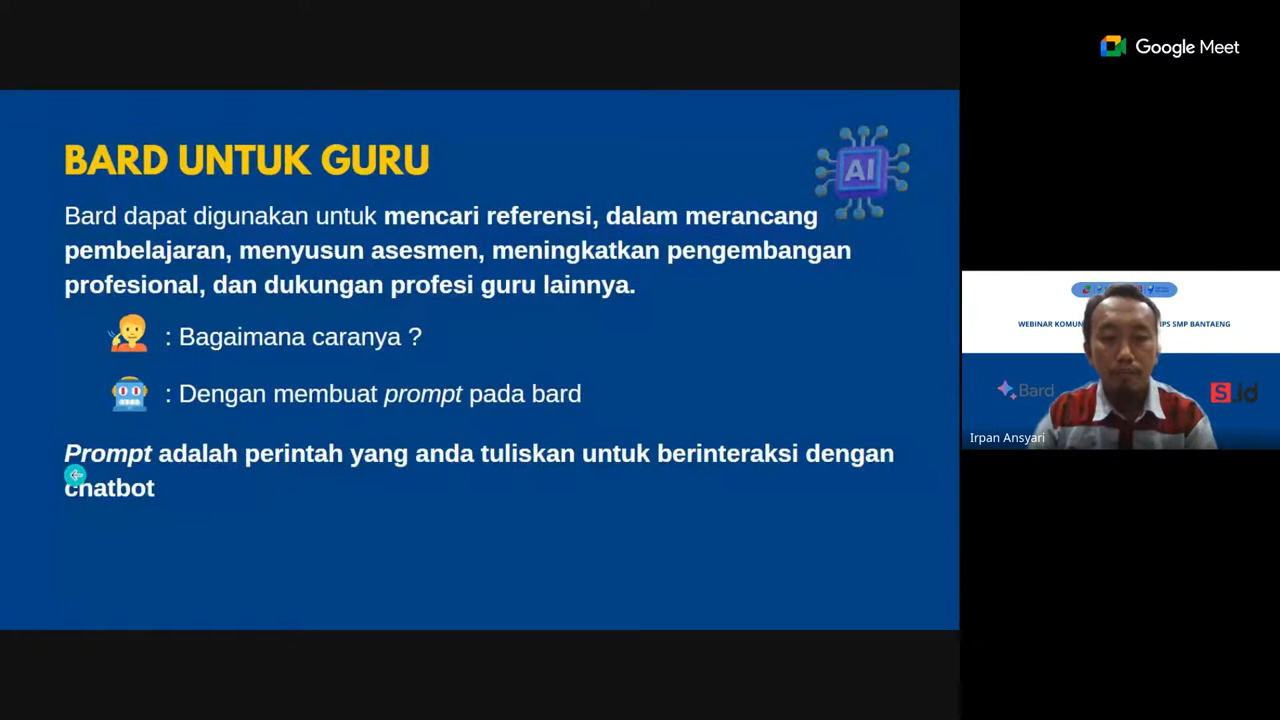 BARD UNTUK GURU
Bard dapat digunakan untuk mencari referensi, dalam merancang
pembelajaran, menyusun asesmen, meningkatkan pengembangan
profesional, dan dukungan profesi guru lainnya.
: Bagaimana caranya ?
: Dengan membuat prompt pada bard
Prompt adalah perintah yang anda tuliskan untuk berinteraksi dengan
chatbot
AI
Google Meet
WEBINAR KOMUN
IPS SMP BANTAENG
Bard
S.id
Irpan Ansyari